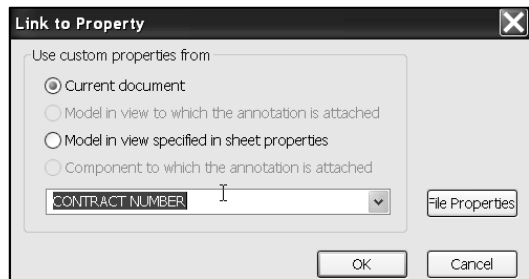 Link to Property
Use custom properties from
Current document
Model in view to which the annotation is attached
Model in view specified in sheet properties
Component to which the annotation is attached
CONTRACT NUMBER
File Properties
OK Cancel